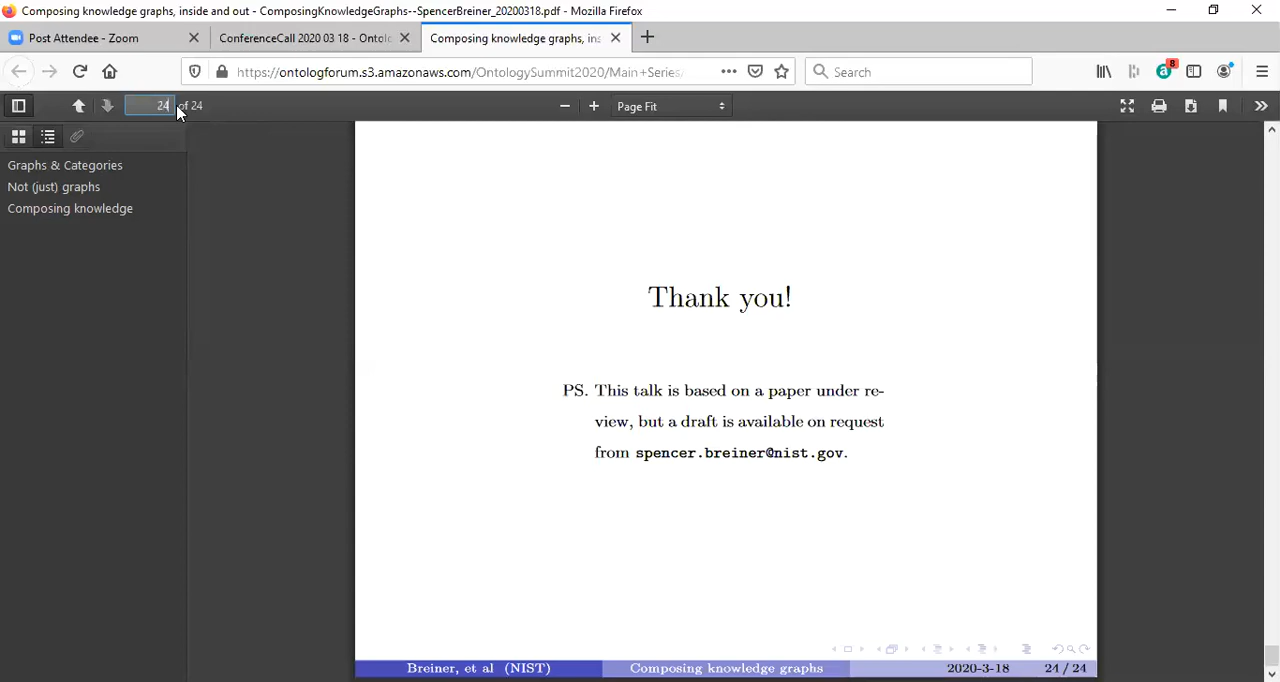 Composing knowledge graphs, inside and out - ComposingKnowledgeGraphs--SpencerBreiner_20200318.pdf - Mozilla Firefox
Post Attendee - Zoom
ConferenceCall 2020 03 18 - Ontolo
Composing knowledge graphs, ins
https://ontologforum.s3.amazonaws.com/OntologySummit2020/Main+Series/
Search
8
24 of 24
Page Fit
Graphs & Categories
Not (just) graphs
Composing knowledge
Thank you!
PS. This talk is based on a paper under re-
view, but a draft is available on request
from spencer.breiner@nist.gov.
Breiner, et al (NIST) Composing knowledge graphs 2020-3-18 24 / 24